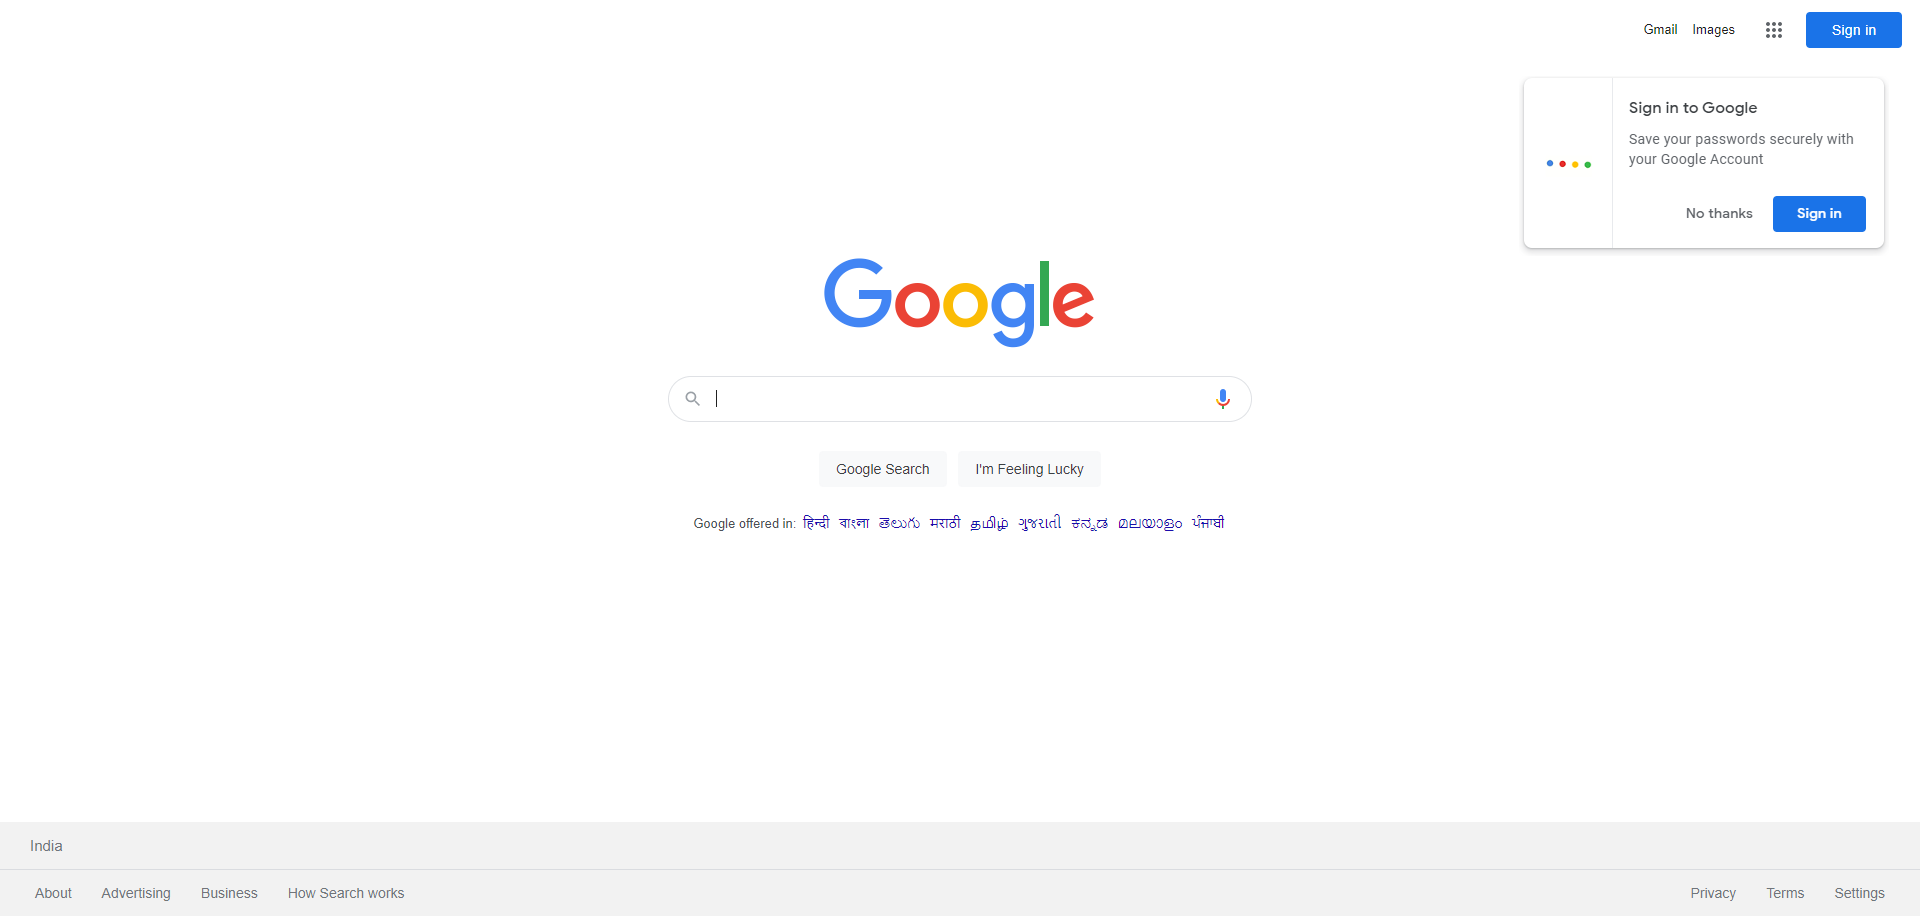 Gmail Images Sign in
Sign in to Google
Save your passwords securely with
your Google Account
No thanks Sign in
Google
Google Search I'm Feeling Lucky
Google offered in: हिन्दी বাংলা తెలుగు मराठी தமிழ் ગુજરાતી ಕನ್ನಡ മലയാളം ਪੰਜਾਬੀ
India
About Advertising Business How Search works Privacy Terms Settings